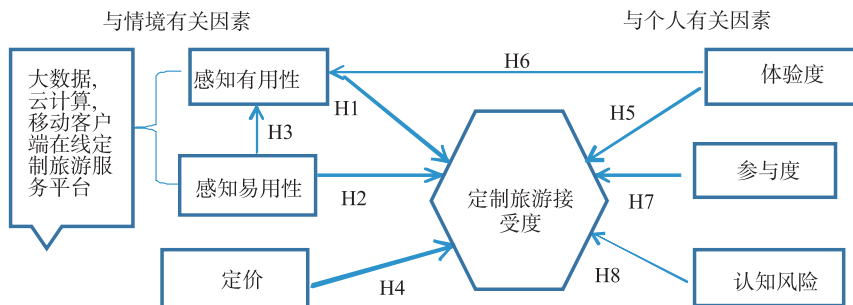 与情境有关因素
与个人有关因素
大数据,
云计算,
移动客户
端在线定
制旅游服
务平台
感知有用性
H6
体验度
H1
H5
H3
感知易用性
H2
定制旅游接
受度
参与度
H7
定价
H4
H8
认知风险